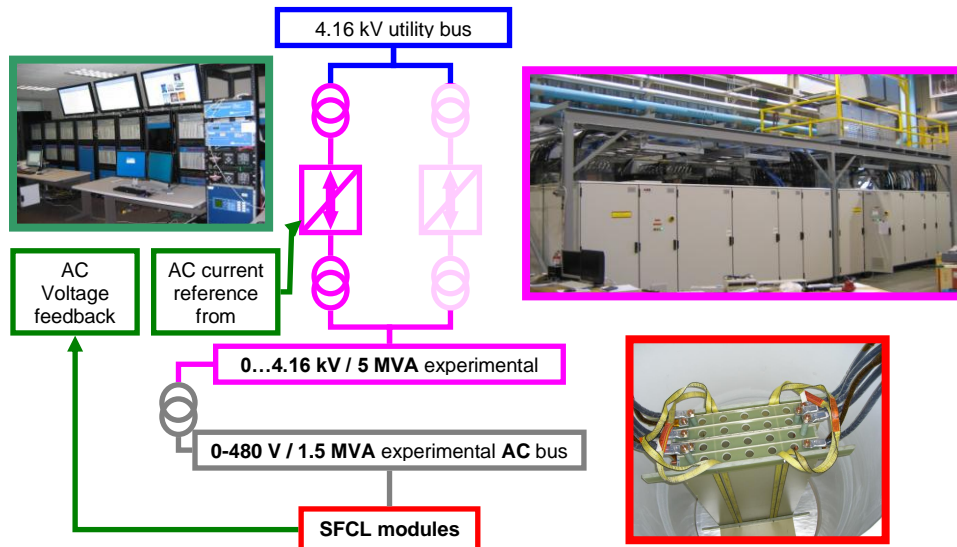 4.16 kV utility bus
AC
Voltage
feedback
AC current
reference
from
0…4.16 kV / 5 MVA experimental
0-480 V / 1.5 MVA experimental AC bus
SFCL modules